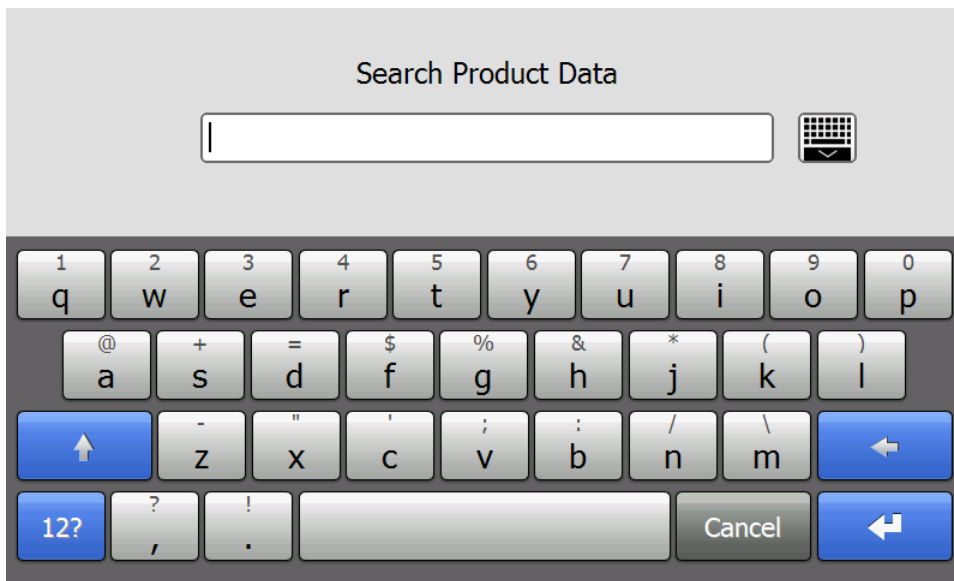 Search Product Data
1 2 3 4 5 6 7 8 9 0
q w e r t y u i o p
@ + = $ % & * ( )
a s d f g h j k l
- " ' ; : / \
z x c v b n m
? !
12? , . Cancel